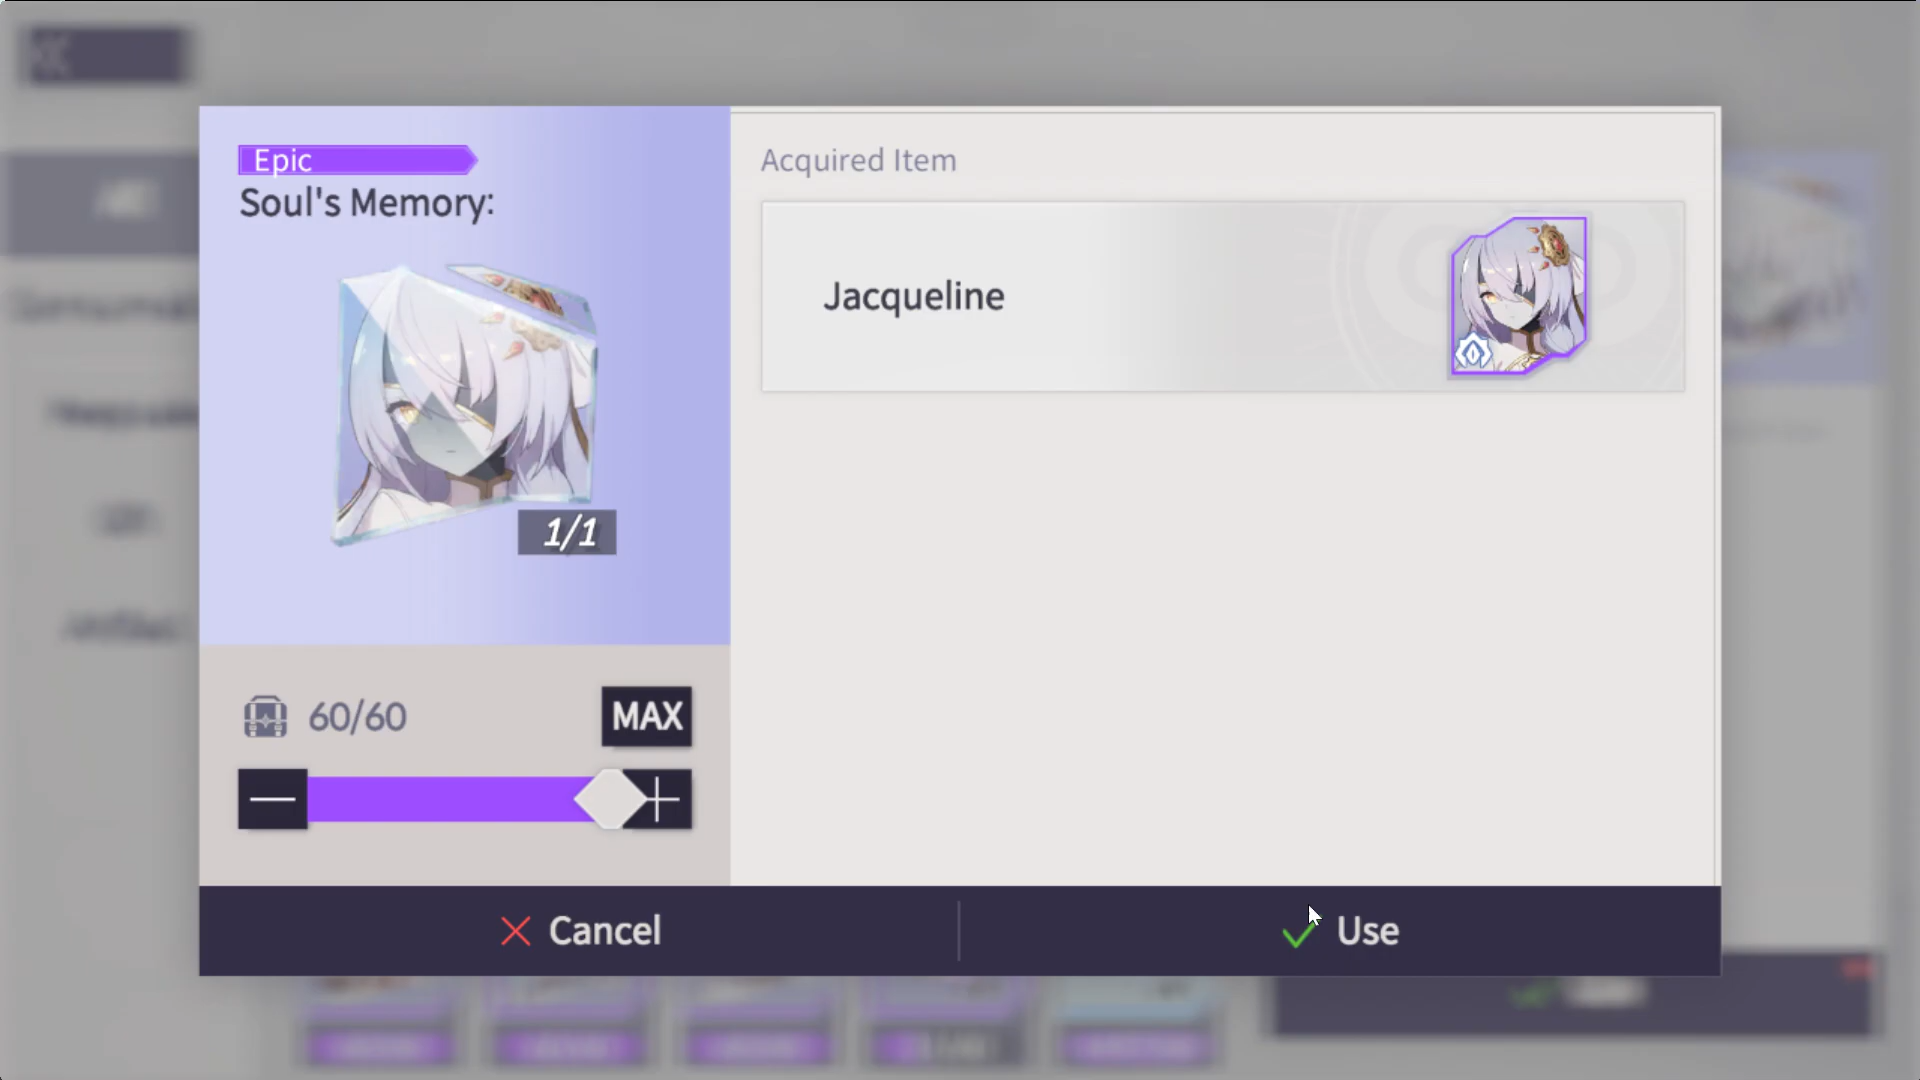 Epic
Soul's Memory:
1/1
60/60
MAX
Acquired Item
Jacqueline
Cancel
Use